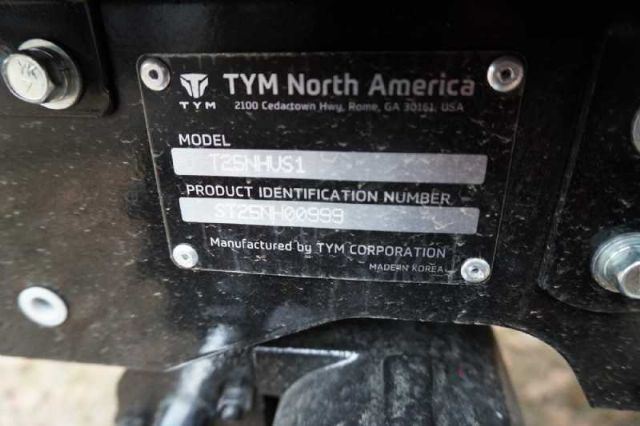 TYM
TYM North America
2100 Cedartown Hwy, Rome, GA 30161, USA
MODEL
T25NHVS1
PRODUCT IDENTIFICATION NUMBER
ST25NH00999
Manufactured by TYM CORPORATION
MADE IN KOREA